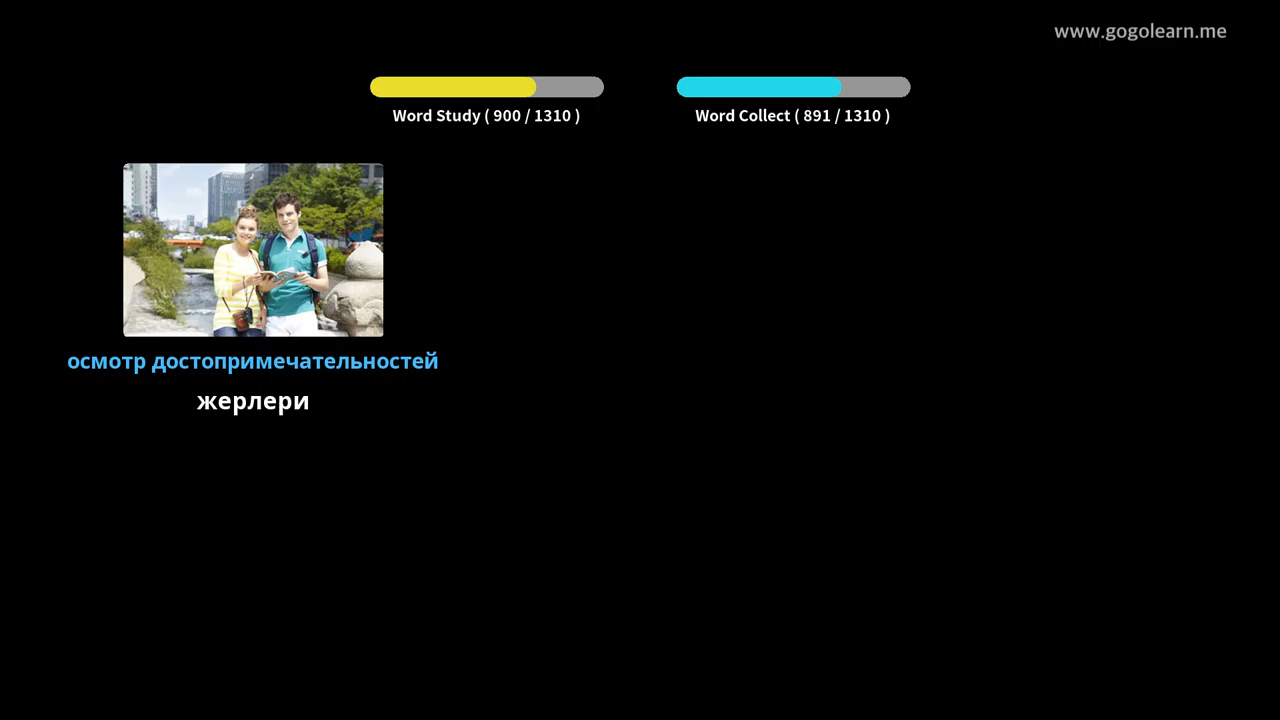 www.gogolearn.me
Word Study ( 900 / 1310 )
Word Collect ( 891 / 1310 )
осмотр достопримечательностей
жерлери